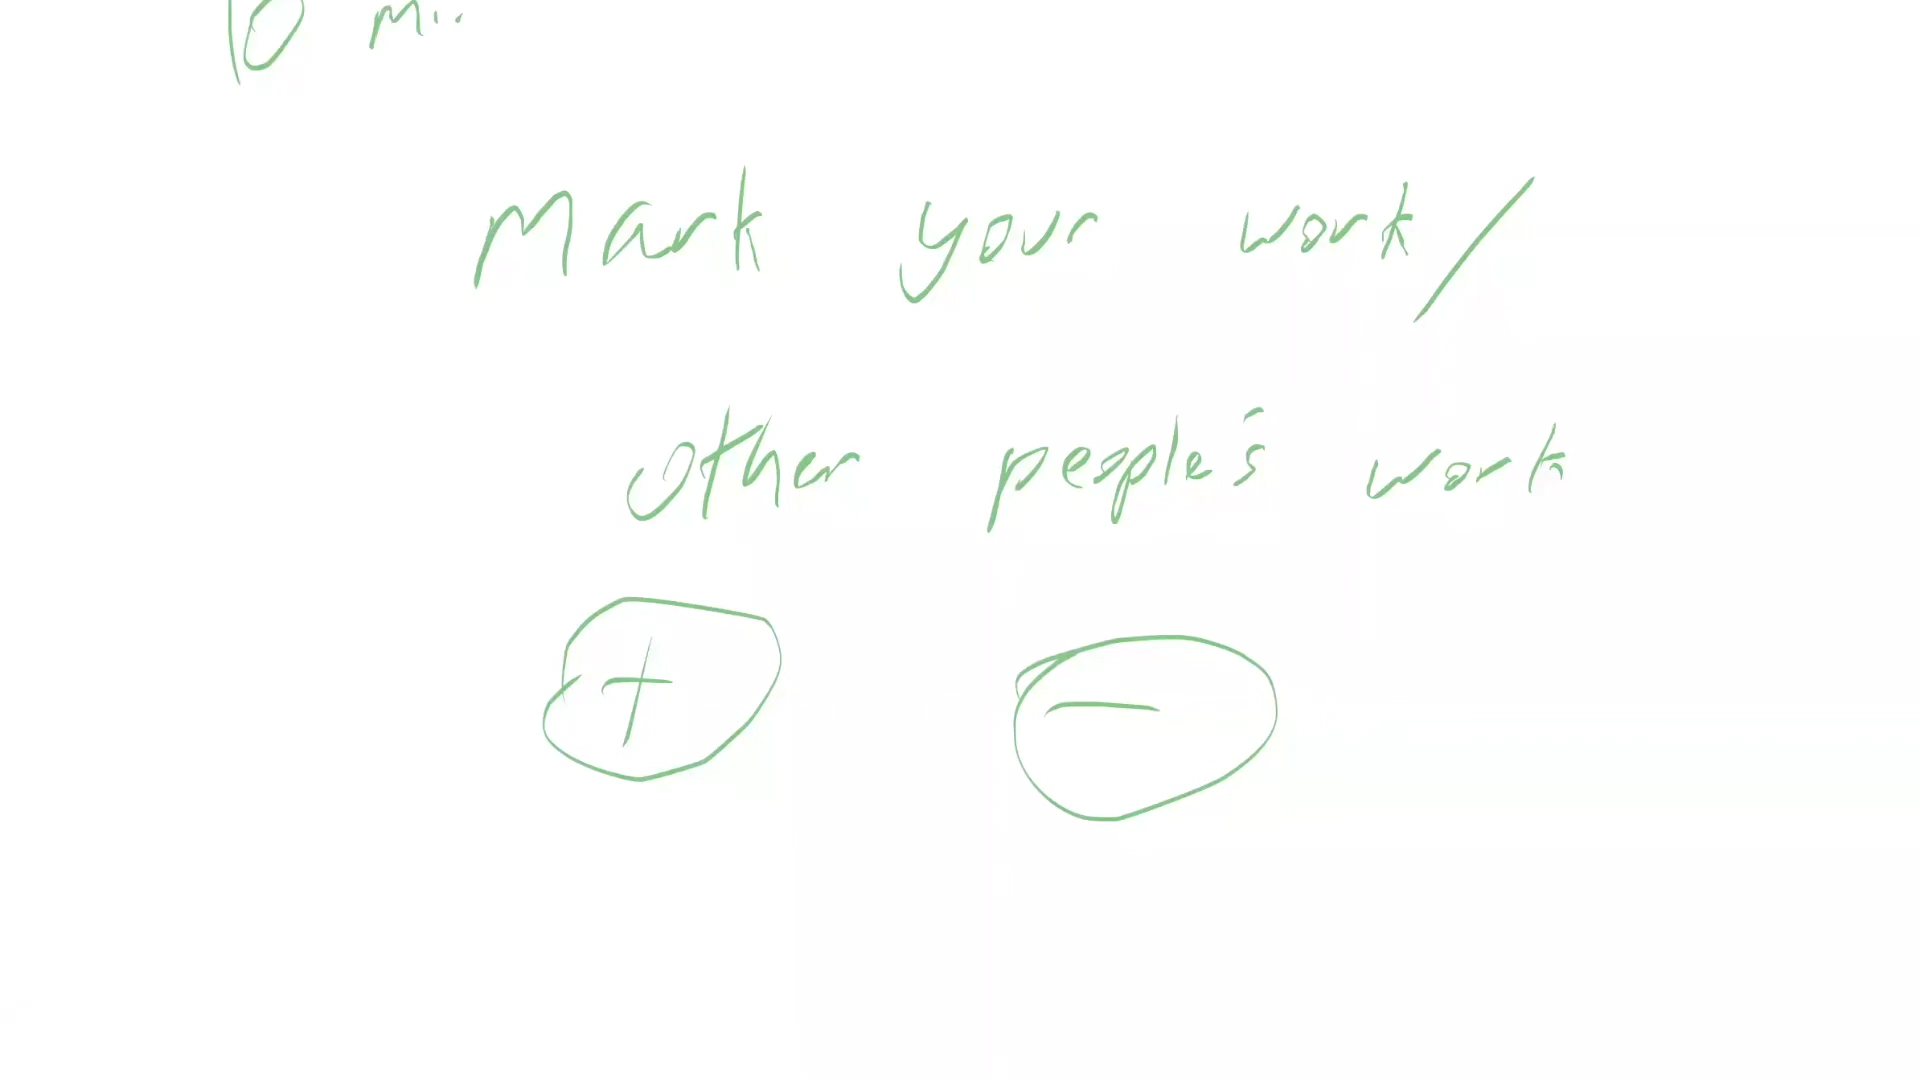 10 m..
Mark your work/
other people's work
+ −